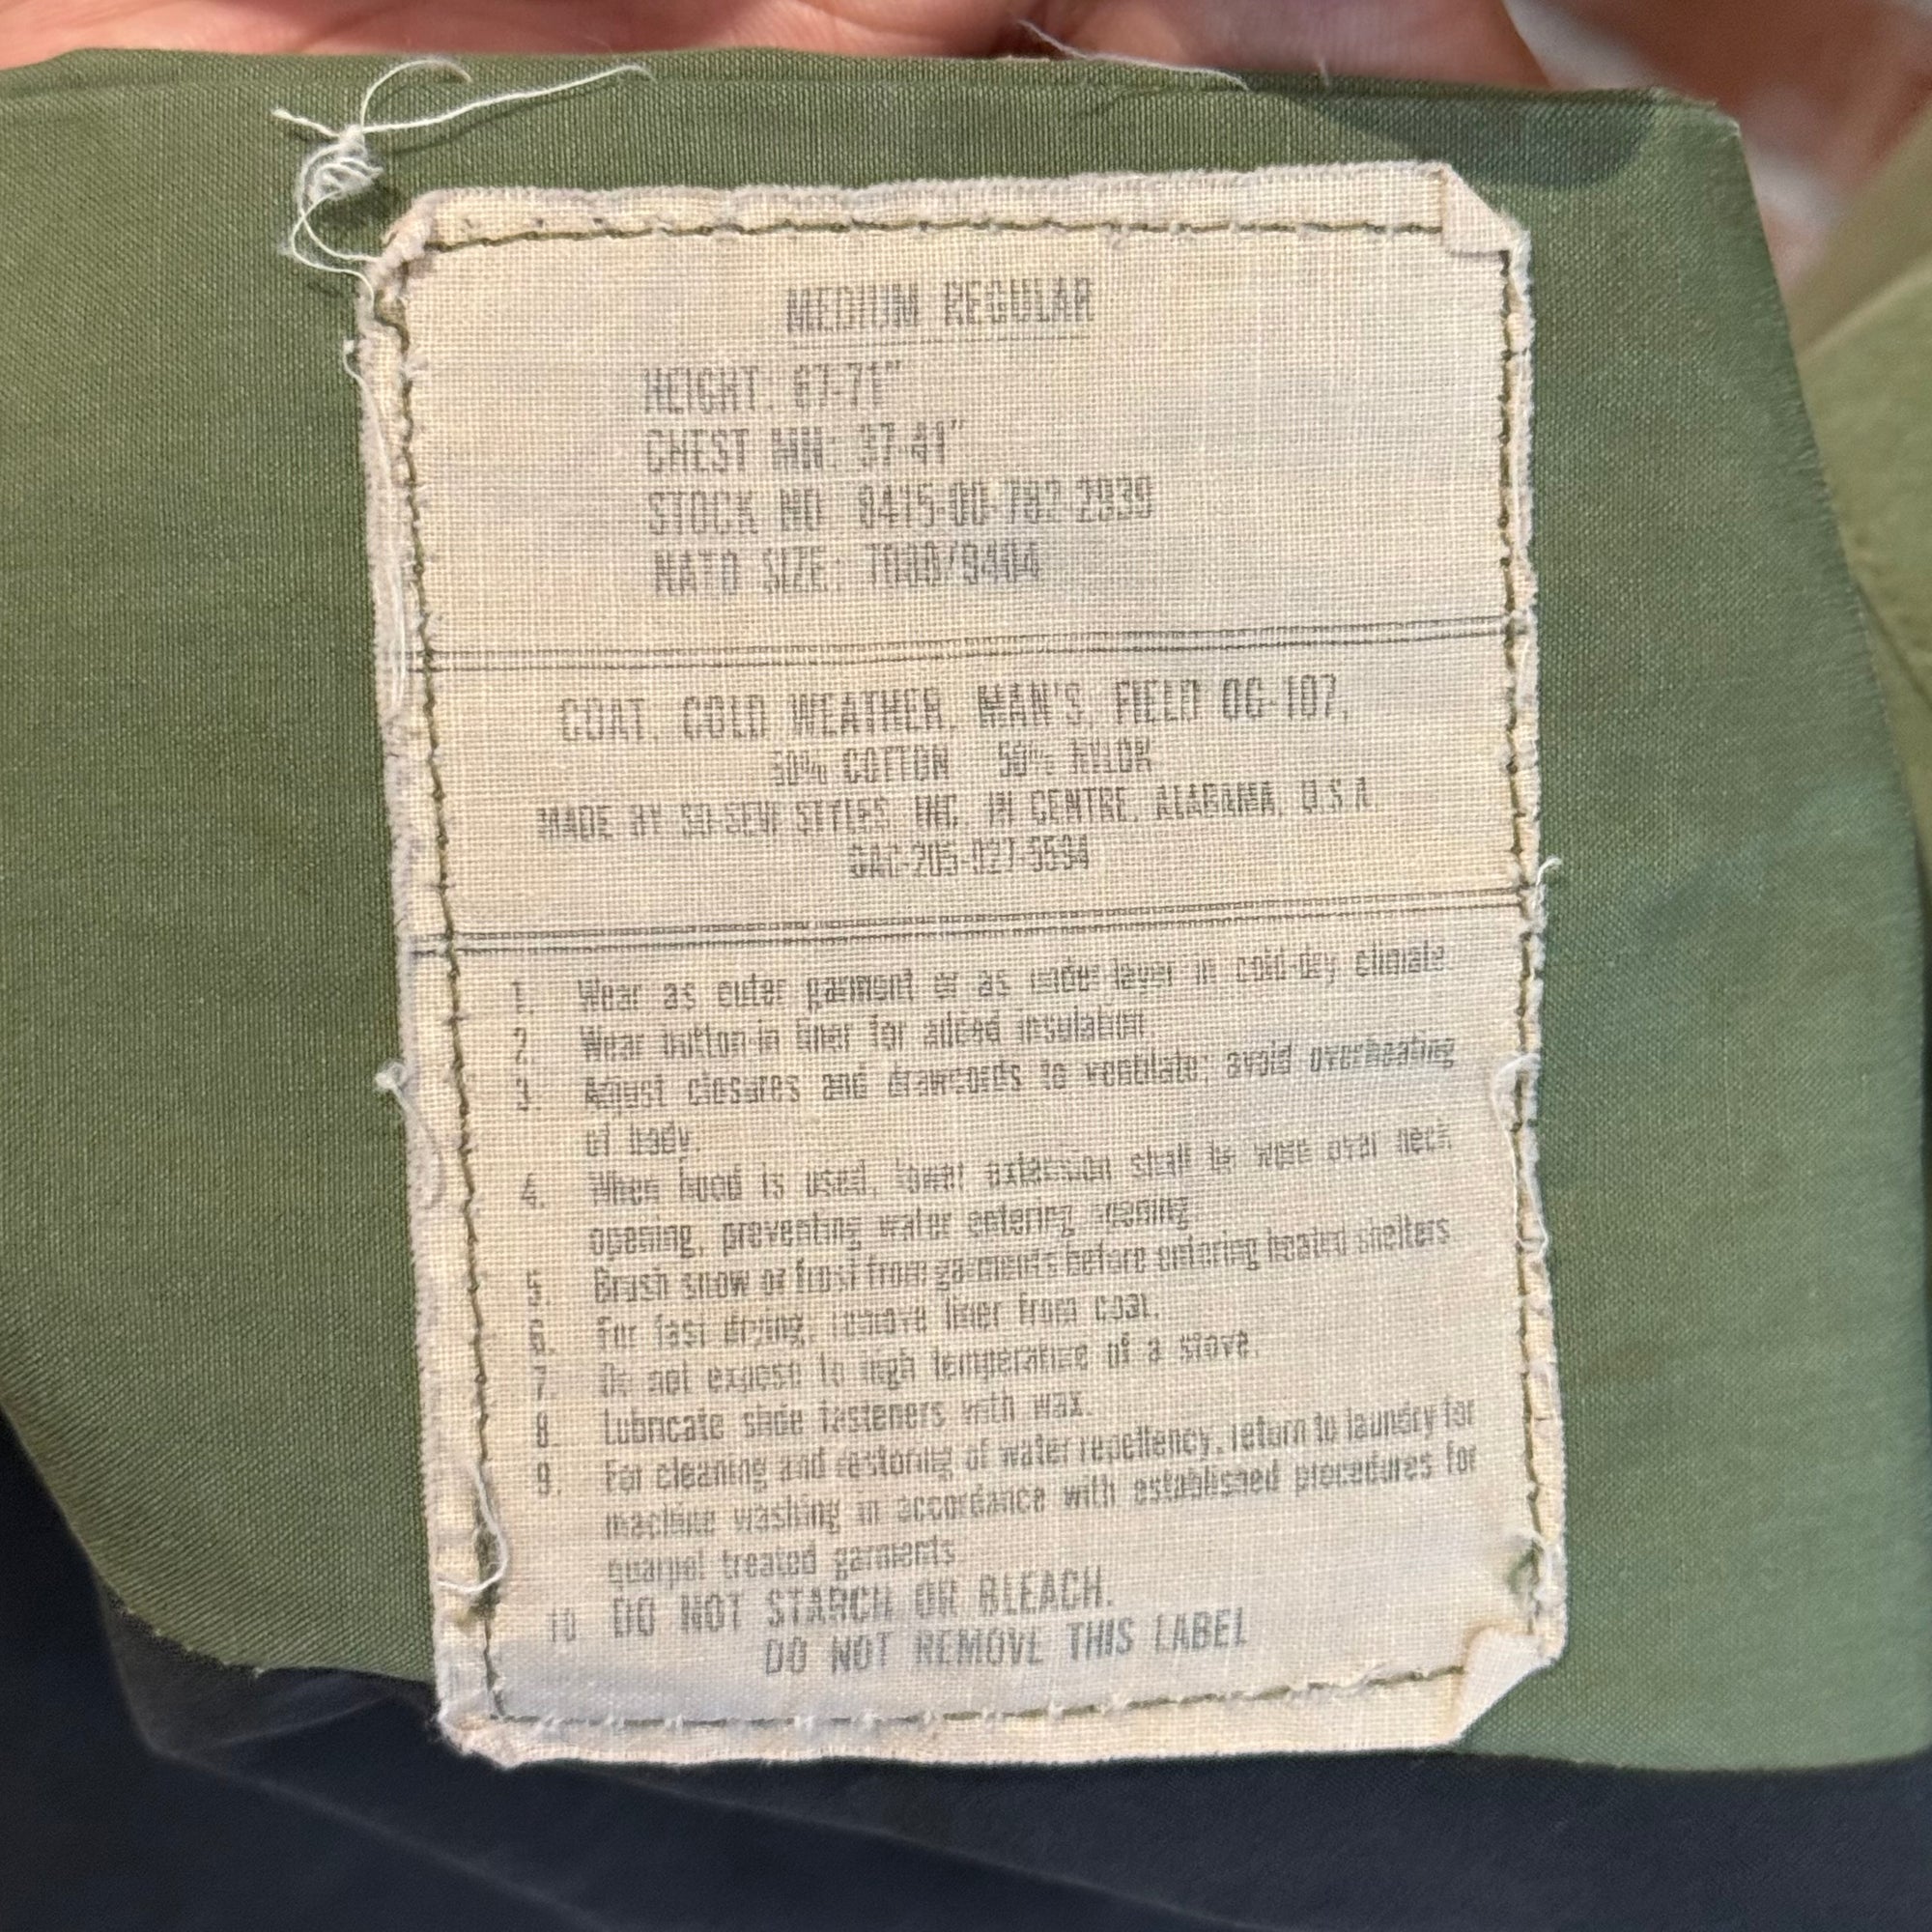 MEDIUM REGULAR
HEIGHT: 67-71"
CHEST MN: 37-41"
STOCK NO 8415-00-782-2939
NATO SIZE: /9404
COAT, COLD WEATHER, MAN'S, FIELD OG-107,
50% COTTON 50% NYLON
MADE BY SO-SEW STYLES, INC. IN CENTRE, ALABAMA, U.S.A.
1. Wear as outer garment or as under-layer in cold-dry climate.
2. Wear button-in liner for added insulation.
3. Adjust closures and drawcords to ventilate; avoid overheating
of body.
4. When hood is used, lower extension shall be worn over neck
opening, preventing water entering opening.
5. Brush snow or frost from garments before entering heated shelters
6. For fast drying, remove liner from coat.
7. Do not expose to high temperature of a stove.
8. Lubricate slide fasteners with wax.
9. For cleaning and restoring of water repellency, return to laundry for
machine washing in accordance with established procedures for
quarpel treated garments
10 DO NOT STARCH OR BLEACH.
DO NOT REMOVE THIS LABEL